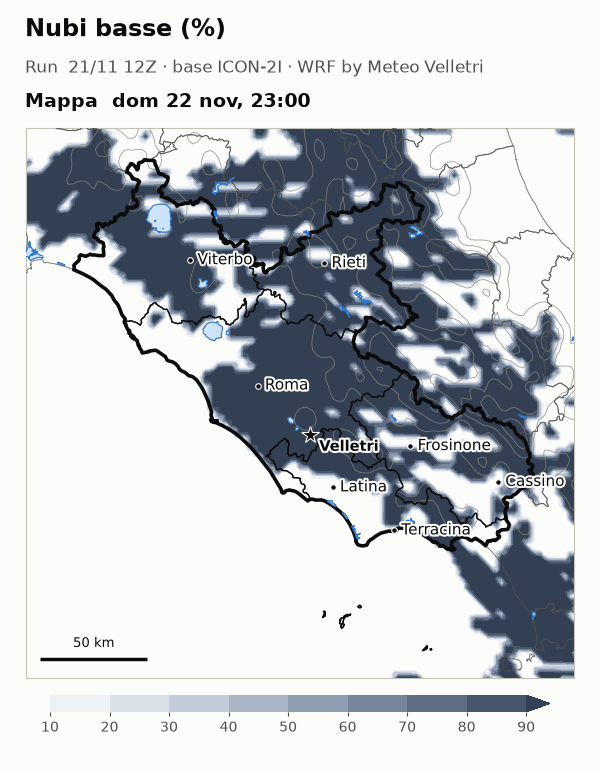 Nubi basse (%)
Run  21/11 12Z · base ICON-2I · WRF by Meteo Velletri
Mappa  dom 22 nov, 23:00
Viterbo
Rieti
Roma
Velletri
Frosinone
Latina
Cassino
Terracina
50 km
10 20 30 40 50 60 70 80 90